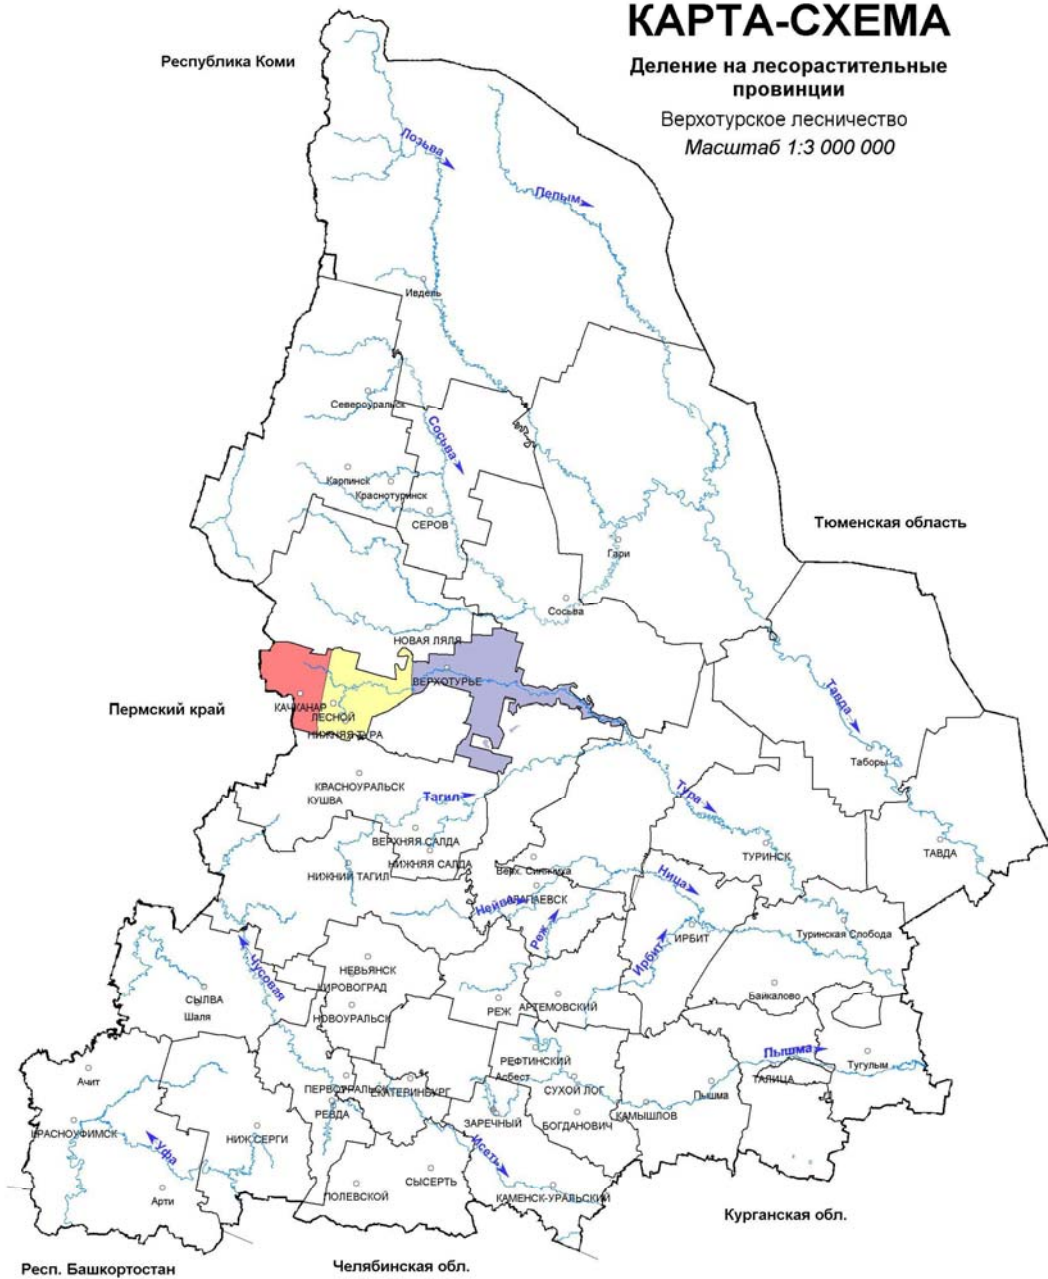 КАРТА-СХЕМА
Деление на лесорастительные
провинции
Верхотурское лесничество
Масштаб 1:3 000 000
Республика Коми
Лозьва
Пелым
Ивдель
Североуральск
Сосьва
Карпинск
Краснотуринск
СЕРОВ
Гари
Тюменская область
Сосьва
НОВАЯ ЛЯЛЯ
ВЕРХОТУРЬЕ
Пермский край
КАЧКАНАР
ЛЕСНОЙ
НИЖНЯЯ ТУРА
Тавда
Таборы
КРАСНОУРАЛЬСК
КУШВА
Тагил
Тура
ВЕРХНЯЯ САЛДА
НИЖНЯЯ САЛДА
НИЖНИЙ ТАГИЛ
ТУРИНСК
ТАВДА
Верх. Синячиха
Ница
Нейва
АЛАПАЕВСК
Реж
Ирбит
ИРБИТ
Туринская Слобода
Чусовая
НЕВЬЯНСК
КИРОВОГРАД
СЫЛВА
Шаля
НОВОУРАЛЬСК
РЕЖ
АРТЕМОВСКИЙ
Байкалово
Пышма
Тугулым
Ачит
РЕФТИНСКИЙ
Асбест
ПЕРВОУРАЛЬСК
ЕКАТЕРИНБУРГ
СУХОЙ ЛОГ
ТАЛИЦА
Пышма
РЕВДА
ЗАРЕЧНЫЙ
БОГДАНОВИЧ
КАМЫШЛОВ
КРАСНОУФИМСК
Уфа
НИЖ.СЕРГИ
Исеть
Арти
ПОЛЕВСКОЙ
СЫСЕРТЬ
КАМЕНСК-УРАЛЬСКИЙ
Курганская обл.
Респ. Башкортостан
Челябинская обл.